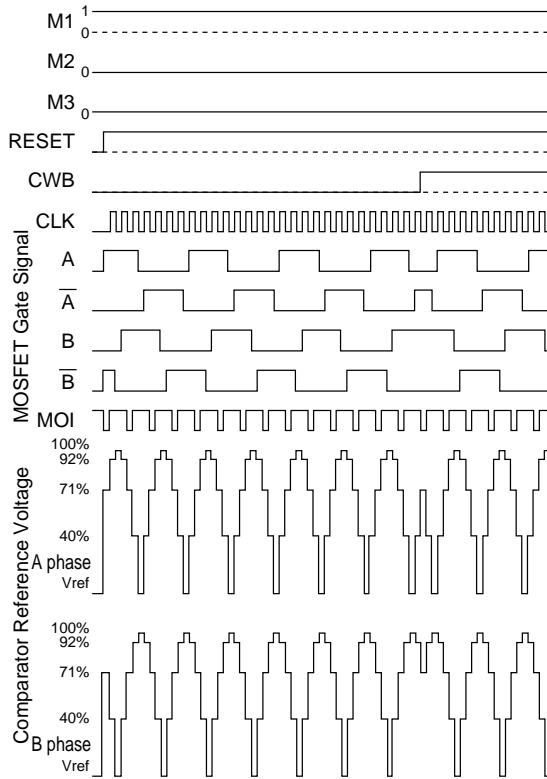 M1 1
0
M2 0
M3 0
RESET
CWB
CLK
MOSFET Gate Signal
A
A
B
B
MOI
Comparator Reference Voltage
100%
92%
71%
40%
A phase
Vref
100%
92%
71%
40%
B phase
Vref